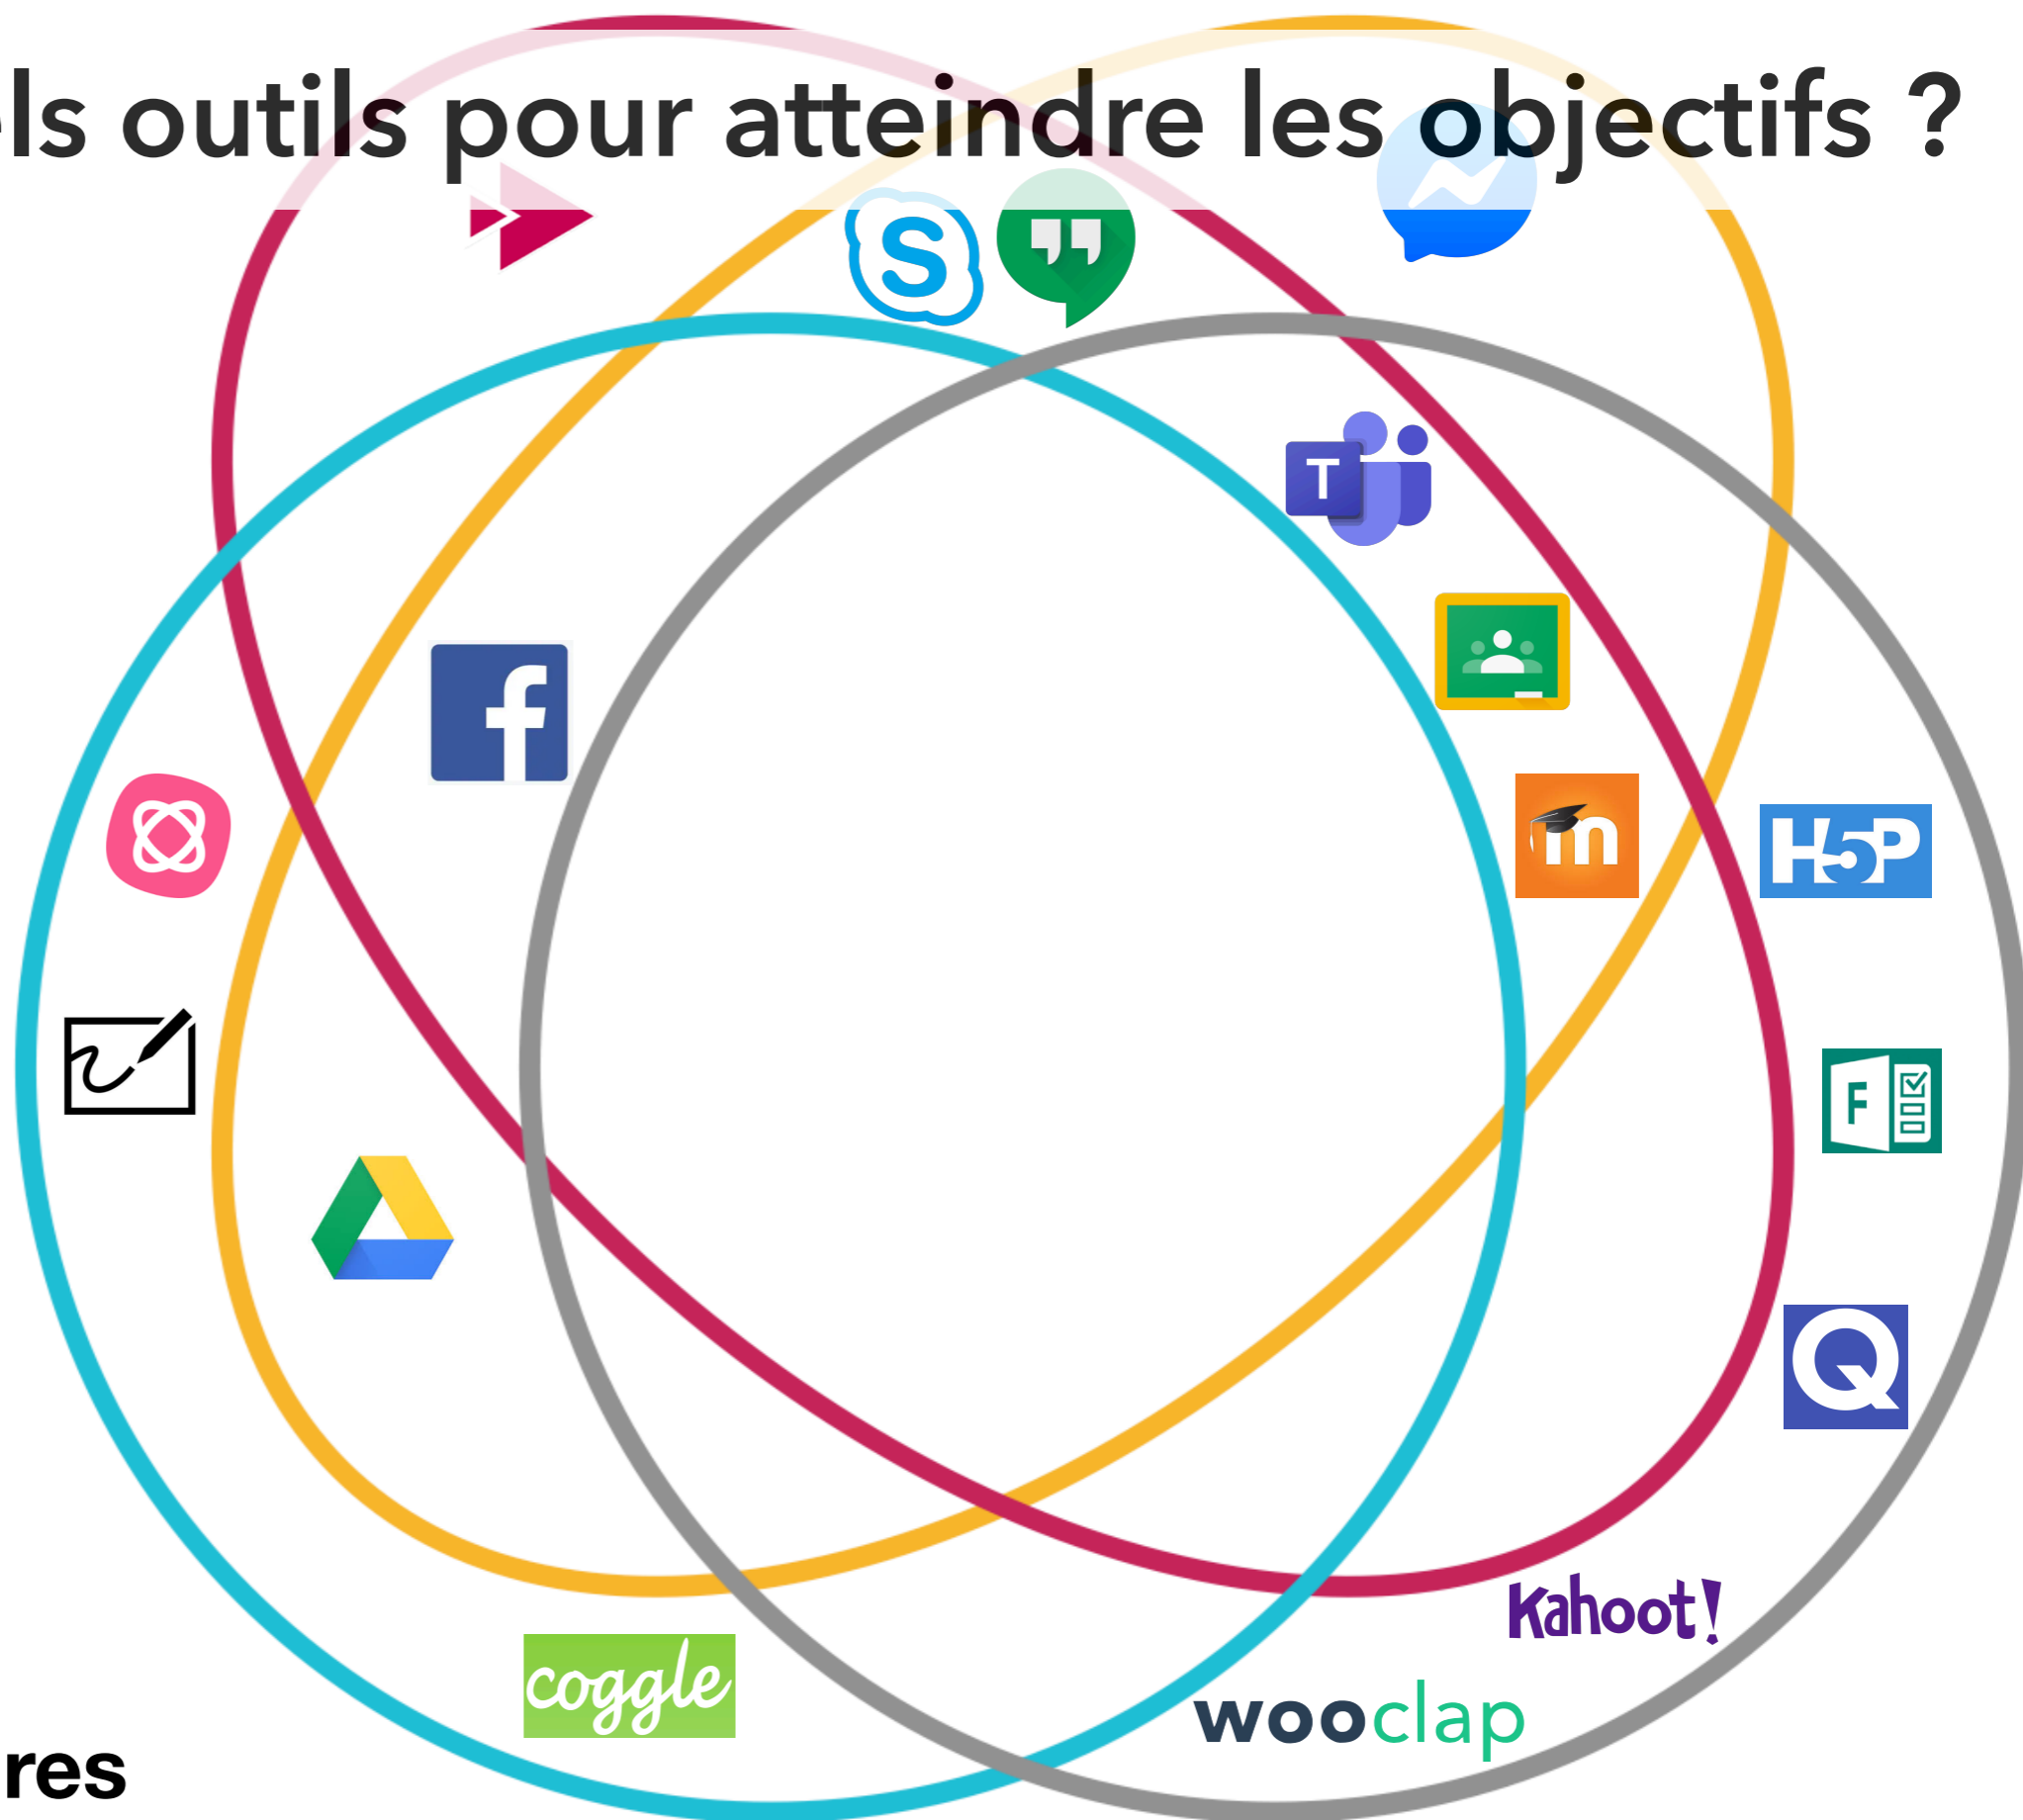 ls outils pour atteindre les objectifs ?
S
T
f
m
H5P
F
Q
Kahoot!
coggle
wooclap
res